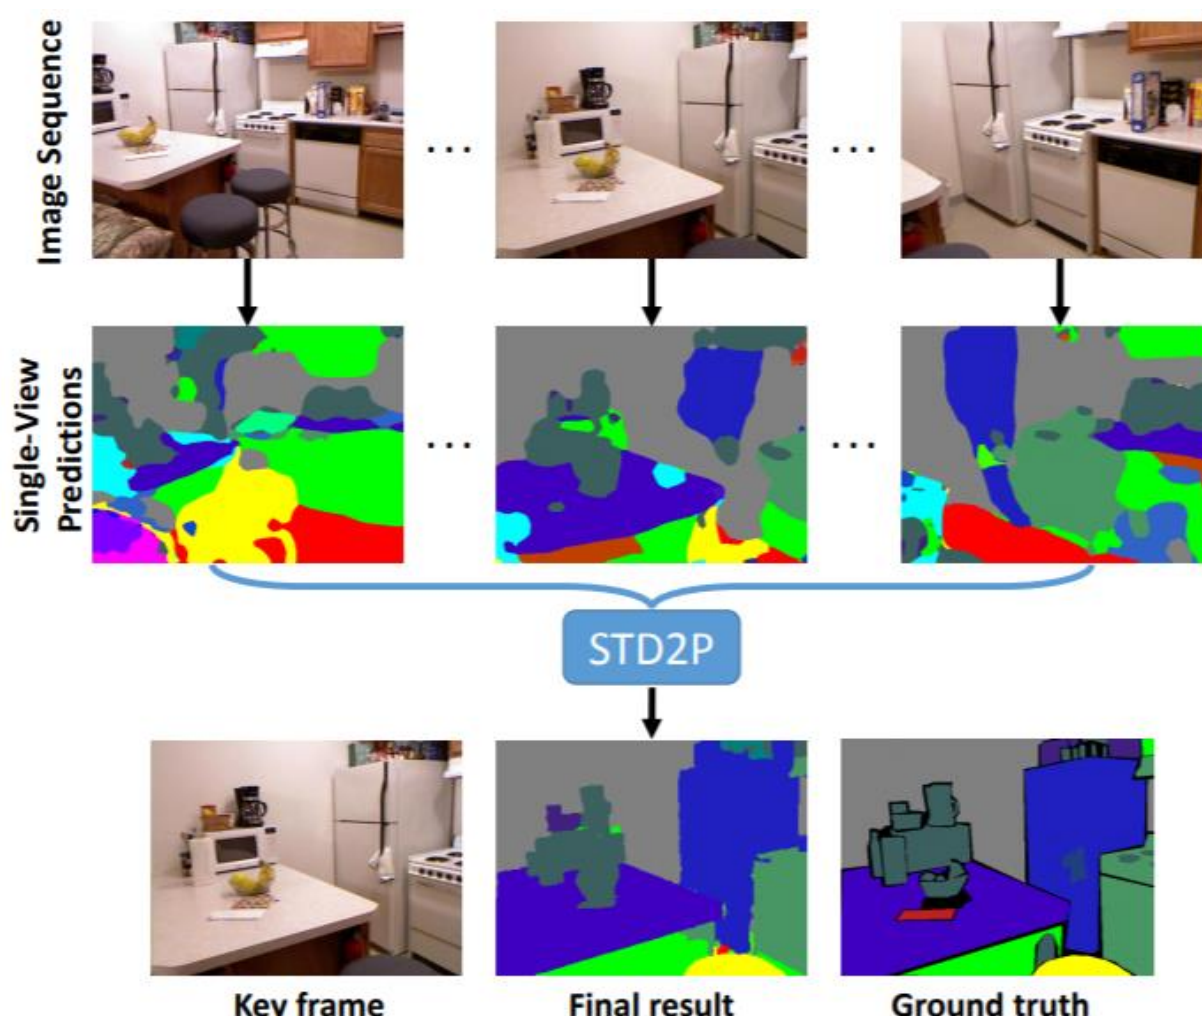 Image Sequence
. . .
. . .
Single-View
Predictions
. . .
. . .
STD2P
Key frame
Final result
Ground truth